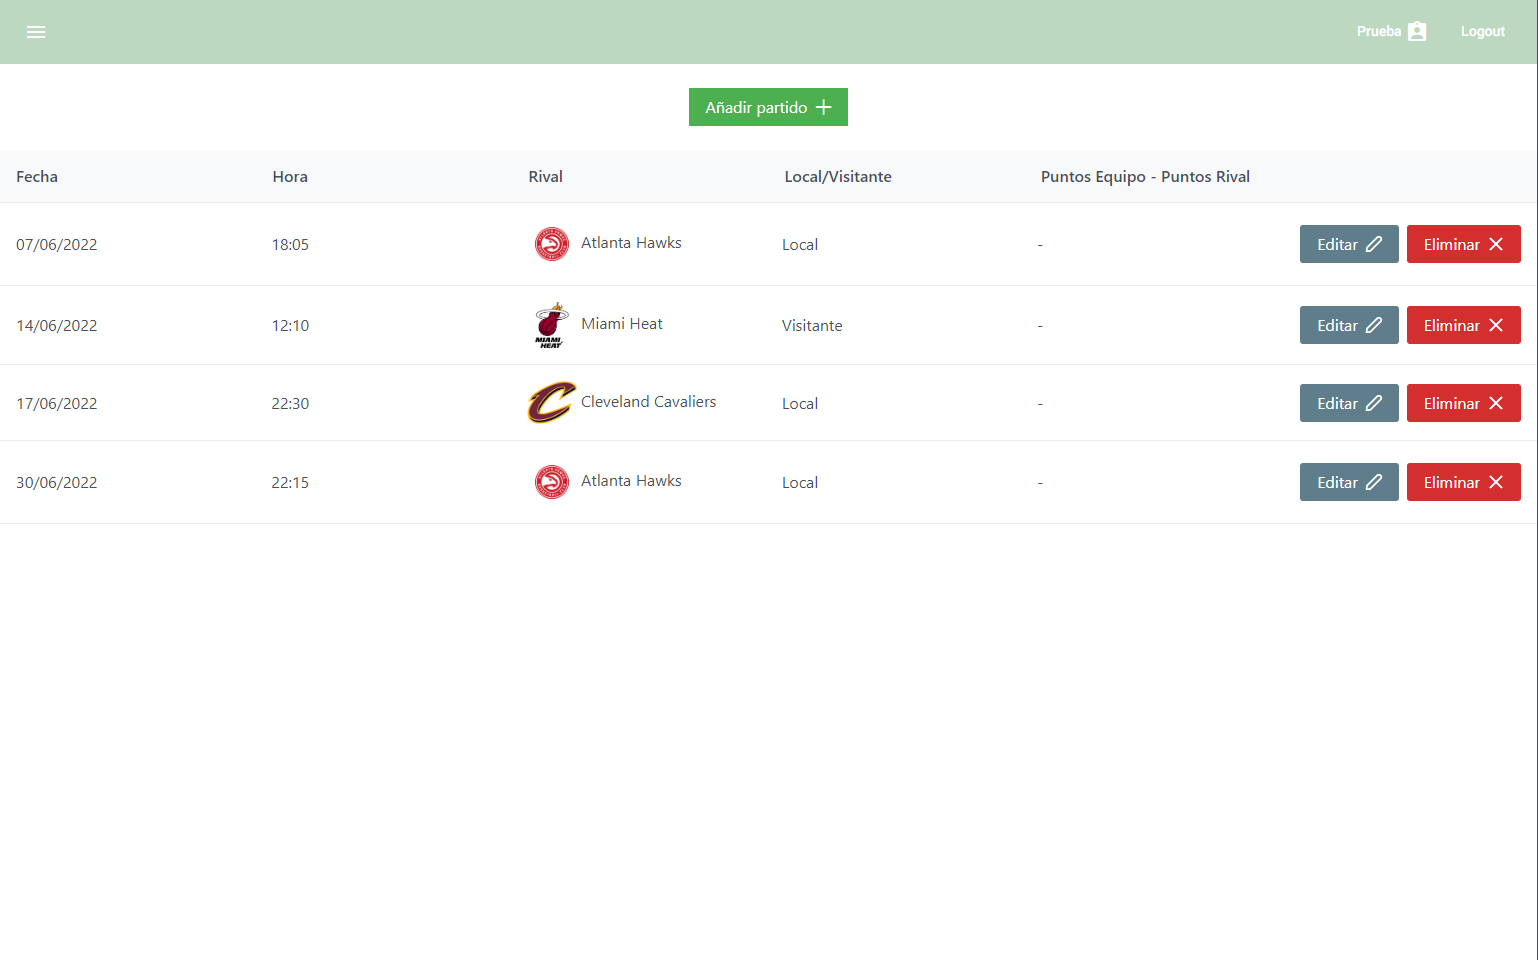 Prueba Logout
Añadir partido
Fecha Hora Rival Local/Visitante Puntos Equipo - Puntos Rival
07/06/2022 18:05 Atlanta Hawks Local - Editar Eliminar
14/06/2022 12:10 MIAMI HEAT Miami Heat Visitante - Editar Eliminar
17/06/2022 22:30 Cleveland Cavaliers Local - Editar Eliminar
30/06/2022 22:15 Atlanta Hawks Local - Editar Eliminar